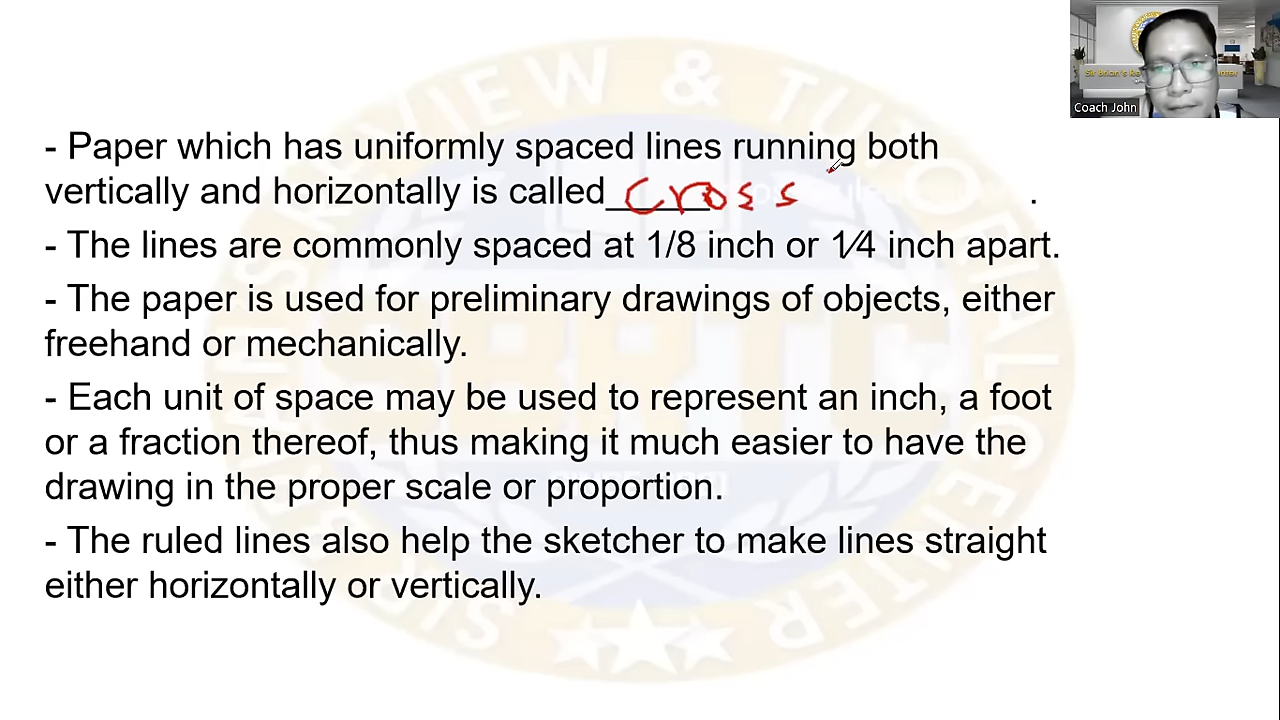 Coach John
- Paper which has uniformly spaced lines running both
vertically and horizontally is called______ Cross .
- The lines are commonly spaced at 1/8 inch or 1⁄4 inch apart.
- The paper is used for preliminary drawings of objects, either
freehand or mechanically.
- Each unit of space may be used to represent an inch, a foot
or a fraction thereof, thus making it much easier to have the
drawing in the proper scale or proportion.
- The ruled lines also help the sketcher to make lines straight
either horizontally or vertically.